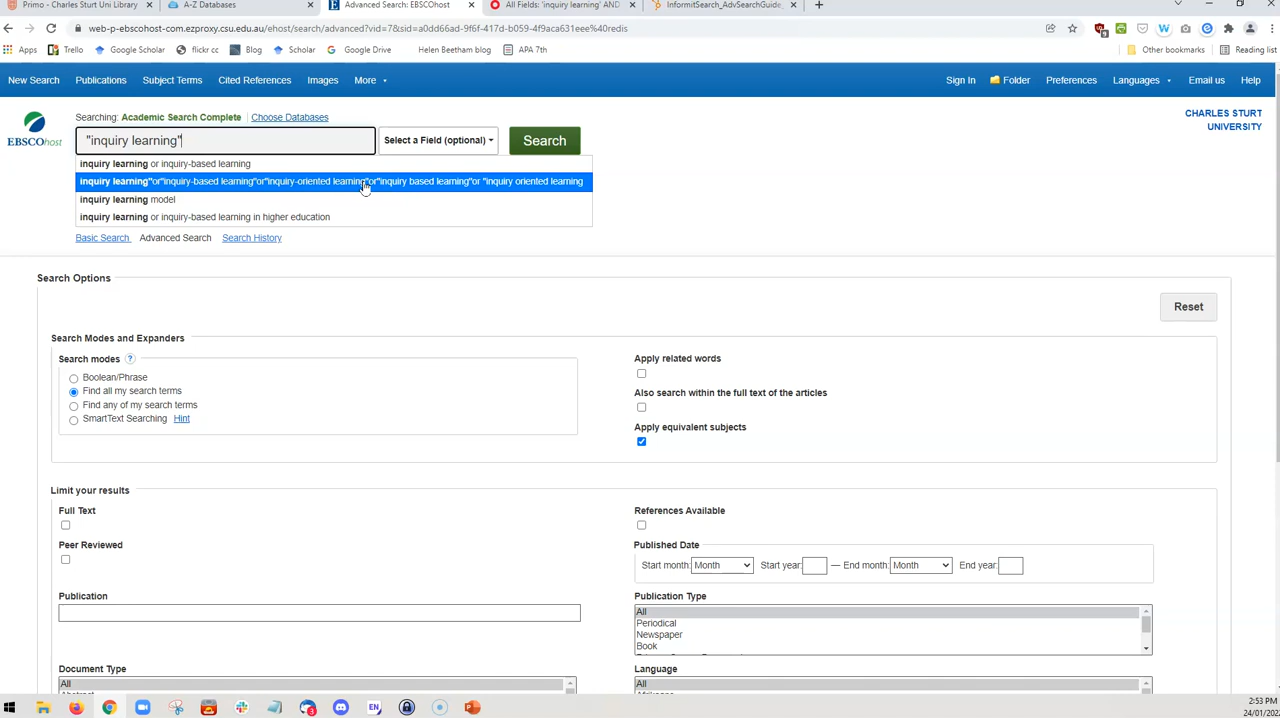 Primo - Charles Sturt Uni Library
A-Z Databases
Advanced Search: EBSCOhost
All Fields: 'inquiry learning' AND
InformitSearch_AdvSearchGuide_
web-p-ebscohost-com.ezproxy.csu.edu.au/ehost/search/advanced?vid=7&rid=a29eb6ad-9f6f-417d-b059-4f9aca631eee%40redis
Apps Trello Google Scholar flickr cc Blog Scholar Google Drive Helen Beetham blog APA 7th Other bookmarks Reading list
New Search Publications Subject Terms Cited References Images More Sign In Folder Preferences Languages Email us Help
Searching: Academic Search Complete Choose Databases
CHARLES STURT
UNIVERSITY
EBSCOhost
"inquiry learning" Select a Field (optional) Search
inquiry learning or inquiry-based learning
inquiry learning"or"inquiry-based learning"or"inquiry-oriented learning"or"inquiry based learning"or "inquiry oriented learning
inquiry learning model
inquiry learning or inquiry-based learning in higher education
Basic Search Advanced Search Search History
Search Options
Reset
Search Modes and Expanders
Search modes ?
Boolean/Phrase
Find all my search terms
Find any of my search terms
SmartText Searching Hint
Apply related words
Also search within the full text of the articles
Apply equivalent subjects
Limit your results
Full Text
References Available
Peer Reviewed
Published Date
Start month: Month Start year: — End month: Month End year:
Publication
Publication Type
All
Periodical
Newspaper
Book
Document Type
All
Language
All
2:53 PM
24/01/202